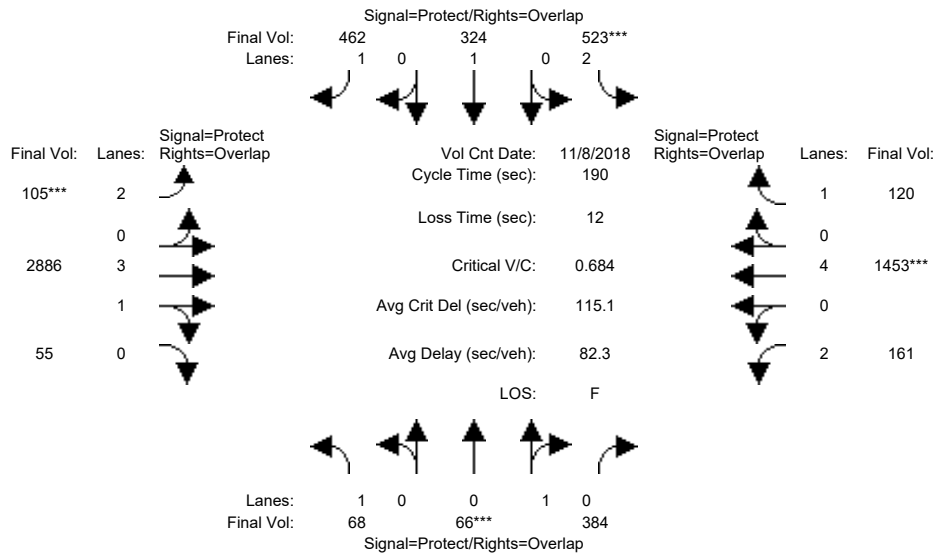 Signal=Protect/Rights=Overlap
Final Vol: 462 324 523***
Lanes: 1 0 1 0 2
Signal=Protect
Final Vol: Lanes: Rights=Overlap
Vol Cnt Date: 11/8/2018
Signal=Protect
Rights=Overlap Lanes: Final Vol:
Cycle Time (sec): 190
105*** 2
1 120
Loss Time (sec): 12
0
0
2886 3
Critical V/C: 0.684
4 1453***
1
Avg Crit Del (sec/veh): 115.1
0
55 0
Avg Delay (sec/veh): 82.3
2 161
LOS: F
Lanes: 1 0 0 1 0
Final Vol: 68 66*** 384
Signal=Protect/Rights=Overlap